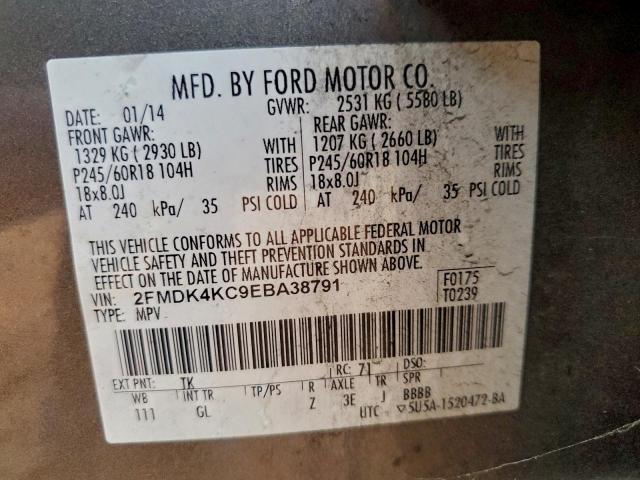 MFD. BY FORD MOTOR CO.
DATE: 01/14 GVWR: 2531 KG ( 5580 LB)
FRONT GAWR: REAR GAWR:
1329 KG ( 2930 LB) WITH 1207 KG ( 2660 LB) WITH
P245/60R18 104H TIRES P245/60R18 104H TIRES
18x8.0J RIMS 18x8.0J RIMS
AT 240 kPa/ 35 PSI COLD AT 240 kPa/ 35 PSI COLD
THIS VEHICLE CONFORMS TO ALL APPLICABLE FEDERAL MOTOR
VEHICLE SAFETY AND THEFT PREVENTION STANDARDS IN
EFFECT ON THE DATE OF MANUFACTURE SHOWN ABOVE.
VIN: 2FMDK4KC9EBA38791 F0175
TYPE: MPV T0239
EXT PNT: TK RC: 71 DSO:
WB INT TR TP/PS R AXLE TR SPR
111 GL Z 3E J BBBB
UTC ▽5U5A-1520472-BA